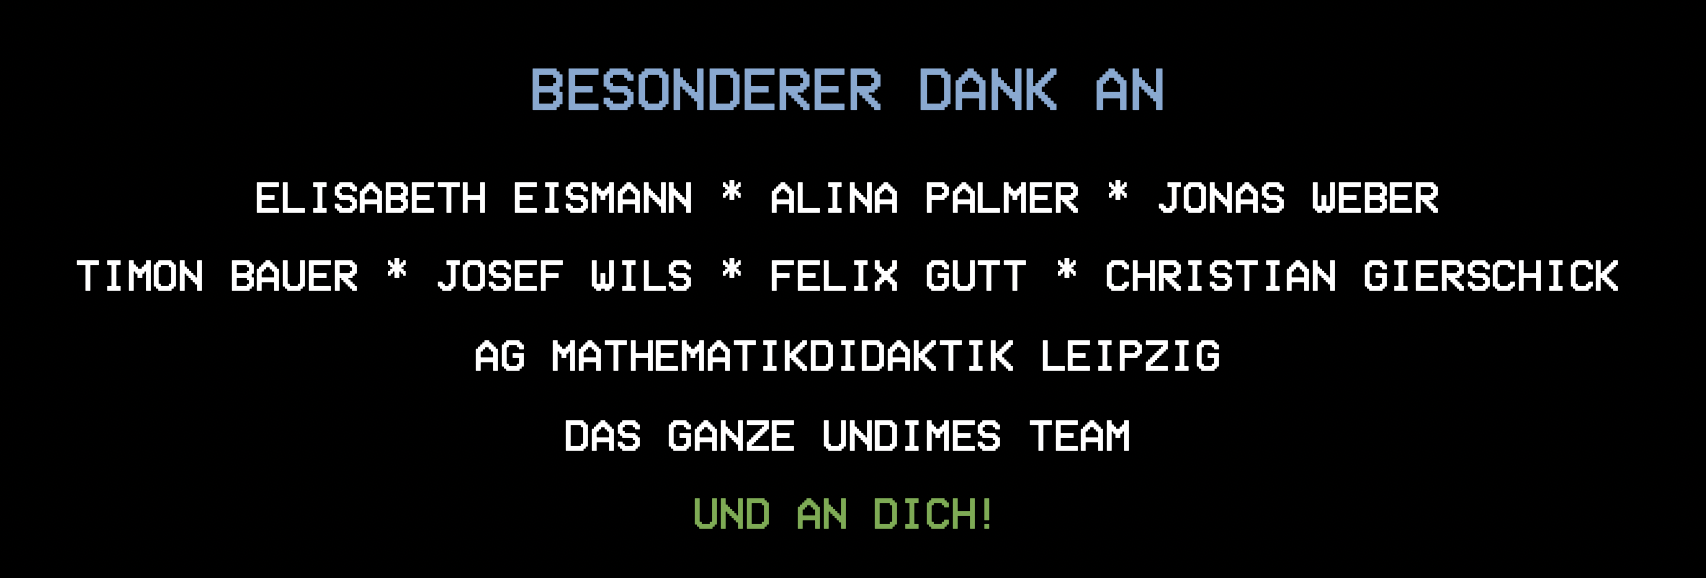 BESONDERER DANK AN
ELISABETH EISMANN * ALINA PALMER * JONAS WEBER
TIMON BAUER * JOSEF WILS * FELIX GUTT * CHRISTIAN GIERSCHICK
AG MATHEMATIKDIDAKTIK LEIPZIG
DAS GANZE UNDIMES TEAM
UND AN DICH!